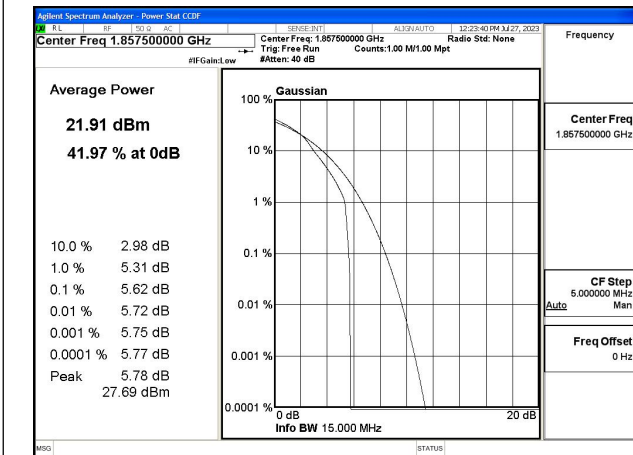 Agilent Spectrum Analyzer - Power Stat CCDF
RL RF 50 Ω AC SENSE:INT ALIGNAUTO 12:23:40 PM Jul 27, 2023
Center Freq 1.857500000 GHz
Center Freq: 1.857500000 GHz Radio Std: None
Trig: Free Run Counts:1.00 M/1.00 Mpt
#IFGain:Low #Atten: 40 dB
Frequency
Average Power
21.91 dBm
41.97 % at 0dB
10.0 % 2.98 dB
1.0 % 5.31 dB
0.1 % 5.62 dB
0.01 % 5.72 dB
0.001 % 5.75 dB
0.0001 % 5.77 dB
Peak 5.78 dB
27.69 dBm
Gaussian
100 %
10 %
1 %
0.1 %
0.01 %
0.001 %
0.0001 %
0 dB 20 dB
Info BW 15.000 MHz
Center Freq
1.857500000 GHz
CF Step
5.000000 MHz
Auto Man
Freq Offset
0 Hz
MSG STATUS